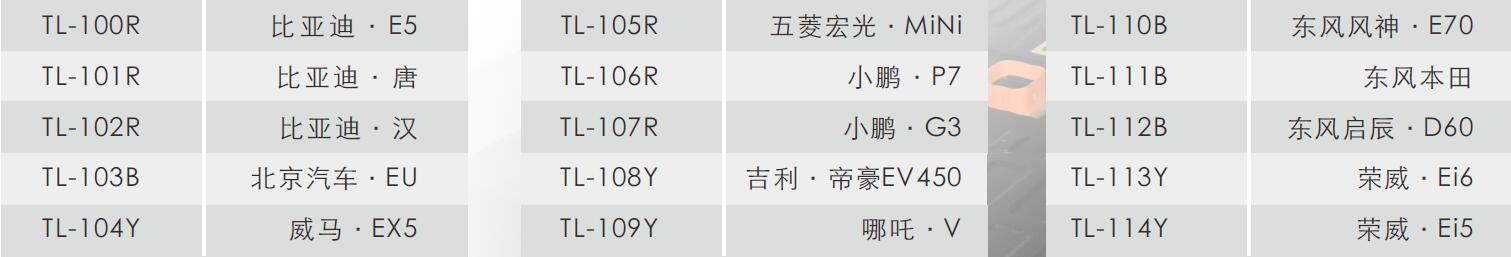 TL-100R 比亚迪·E5
TL-101R 比亚迪·唐
TL-102R 比亚迪·汉
TL-103B 北京汽车·EU
TL-104Y 威马·EX5
TL-105R 五菱宏光·MiNi
TL-106R 小鹏·P7
TL-107R 小鹏·G3
TL-108Y 吉利·帝豪EV450
TL-109Y 哪吒·V
TL-110B 东风风神·E70
TL-111B 东风本田
TL-112B 东风启辰·D60
TL-113Y 荣威·Ei6
TL-114Y 荣威·Ei5